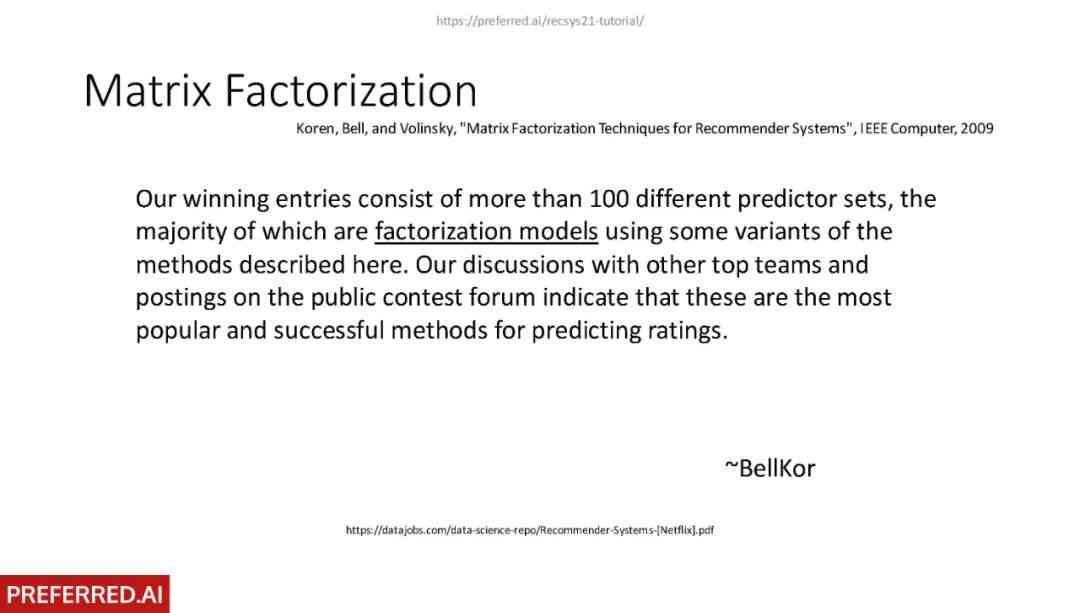 https://preferred.ai/recsys21-tutorial/
Matrix Factorization
Koren, Bell, and Volinsky, "Matrix Factorization Techniques for Recommender Systems", IEEE Computer, 2009
Our winning entries consist of more than 100 different predictor sets, the
majority of which are factorization models using some variants of the
methods described here. Our discussions with other top teams and
postings on the public contest forum indicate that these are the most
popular and successful methods for predicting ratings.
~BellKor
https://datajobs.com/data-science-repo/Recommender-Systems-[Netflix].pdf
PREFERRED.AI